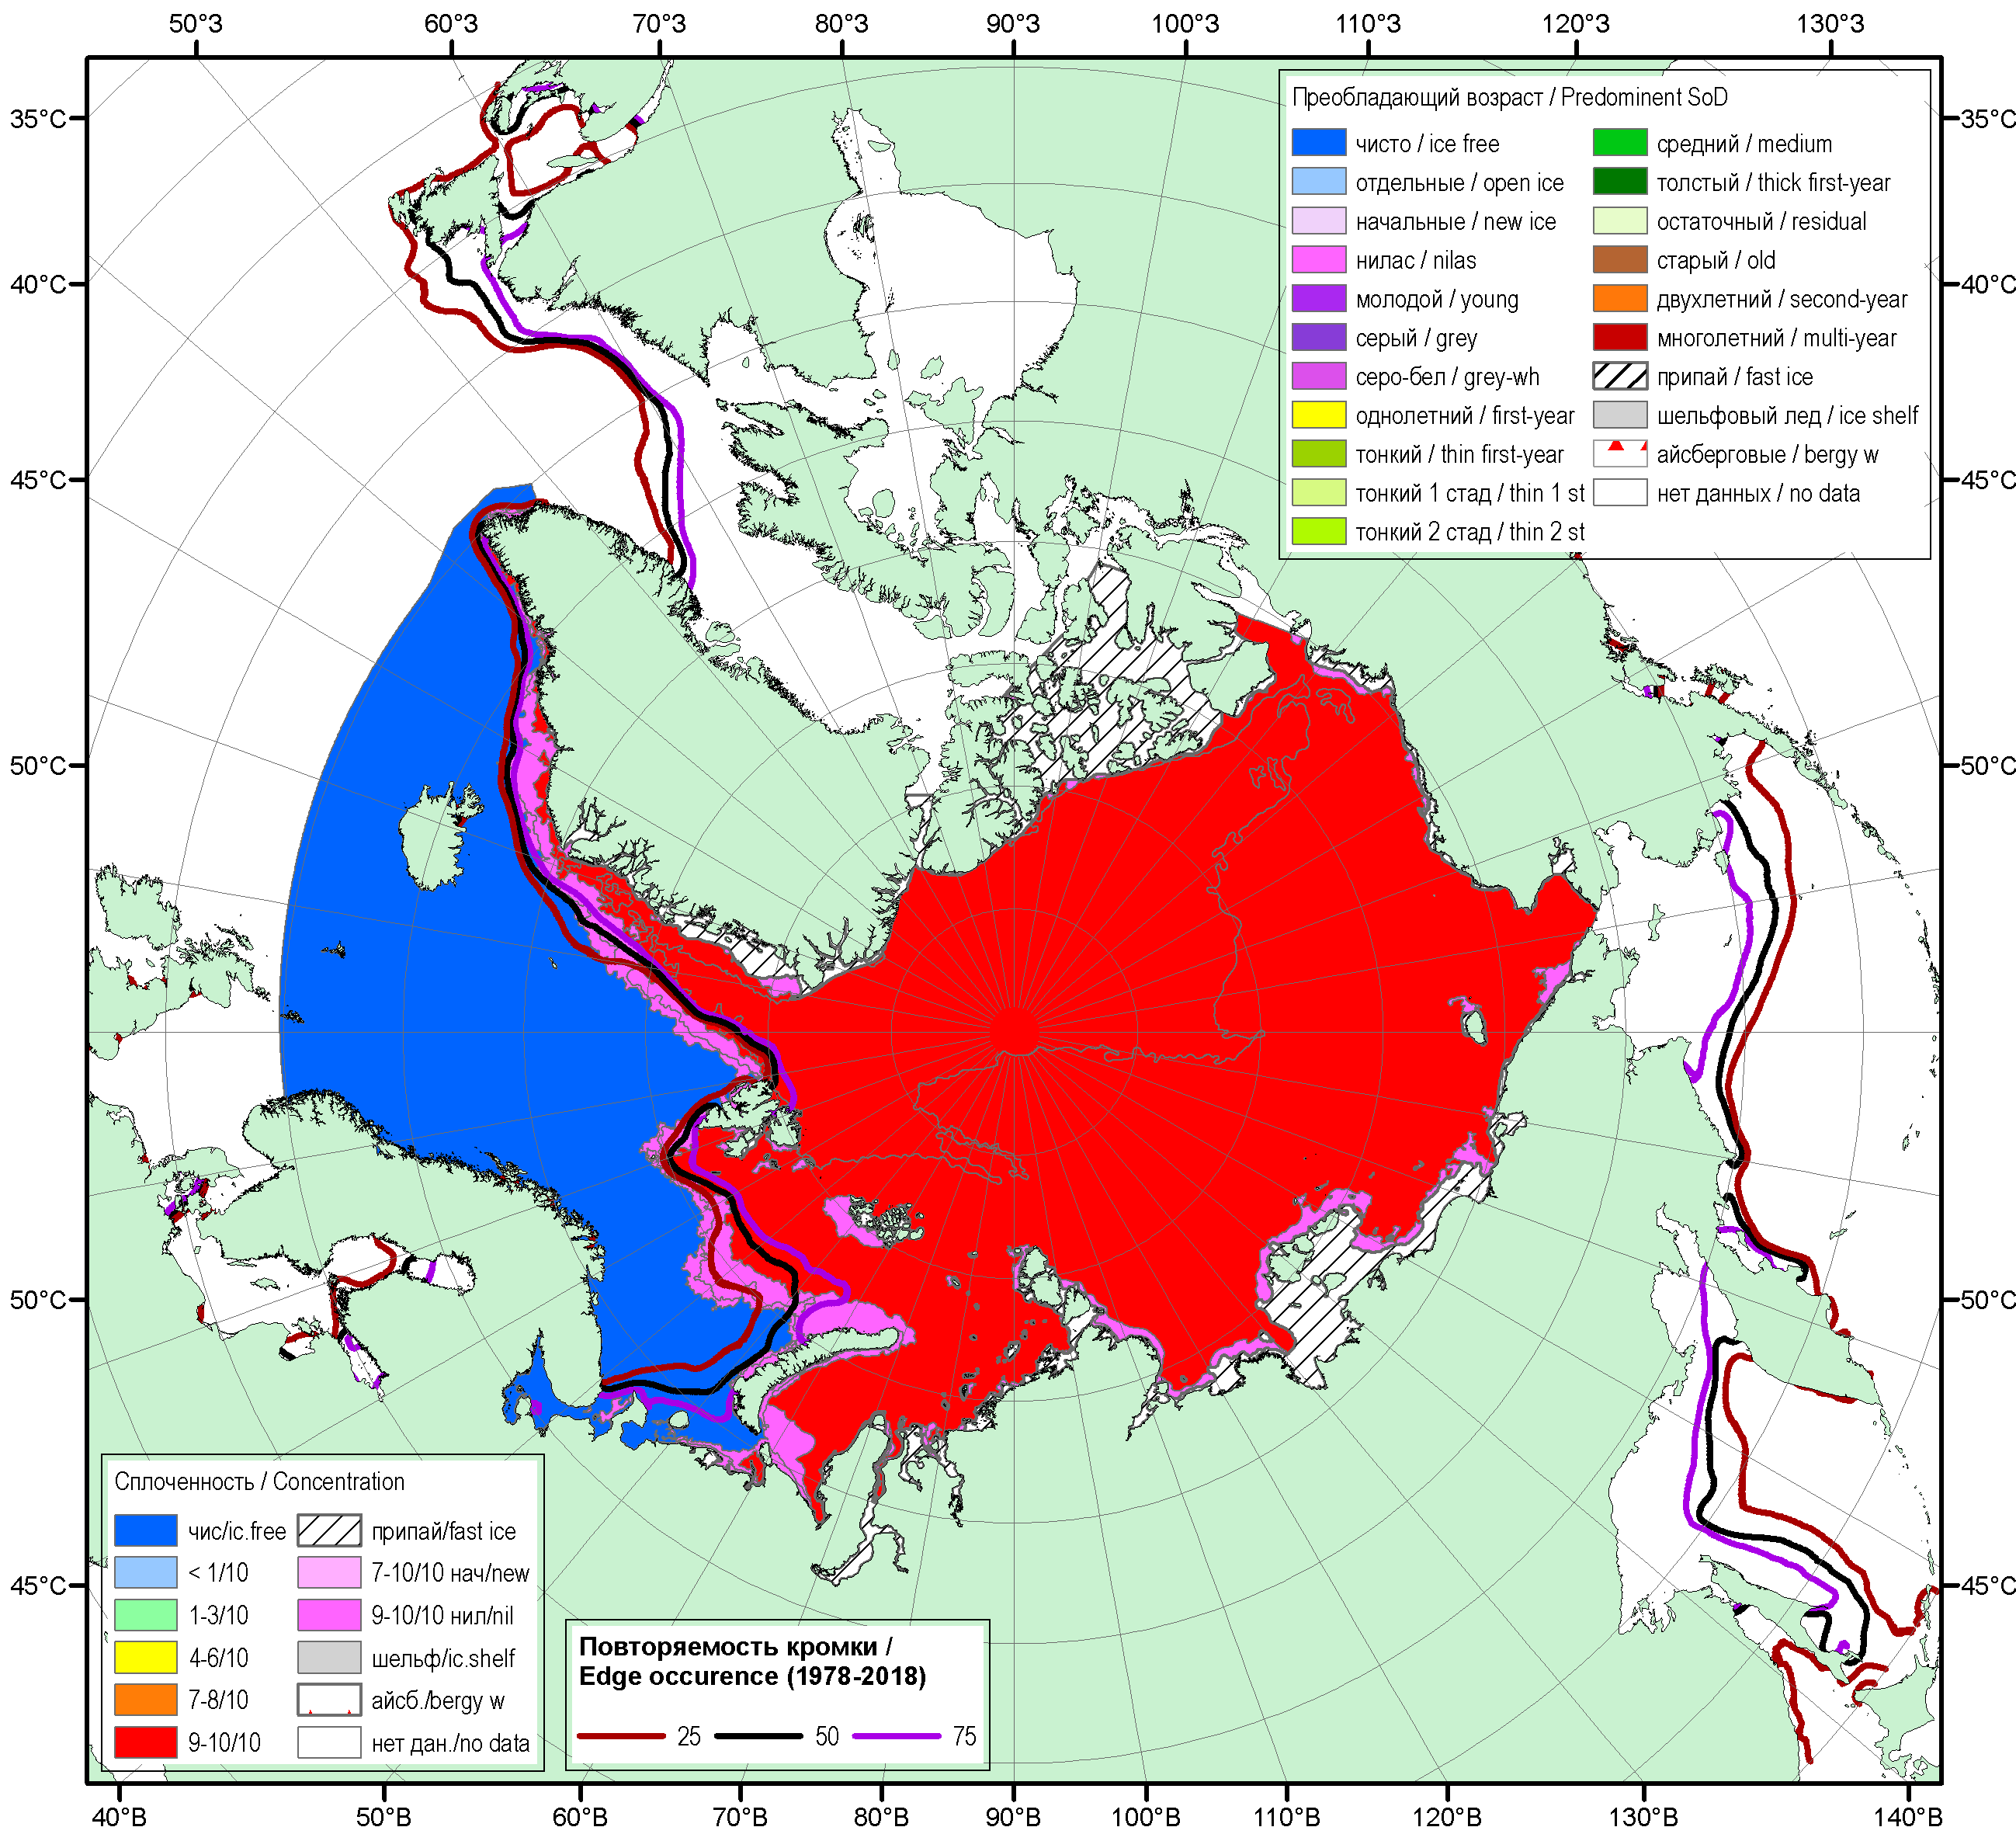 50°З 60°З 70°З 80°З 90°З 100°З 110°З 120°З 130°З
35°С 35°С
40°С 40°С
45°С 45°С
50°С 50°С
50°С 50°С
45°С 45°С
40°В 50°В 60°В 70°В 80°В 90°В 100°В 110°В 120°В 130°В 140°В
Преобладающий возраст / Predominent SoD
чисто / ice free
отдельные / open ice
начальные / new ice
нилас / nilas
молодой / young
серый / grey
серо-бел / grey-wh
однолетний / first-year
тонкий / thin first-year
тонкий 1 стад / thin 1 st
тонкий 2 стад / thin 2 st
средний / medium
толстый / thick first-year
остаточный / residual
старый / old
двухлетний / second-year
многолетний / multi-year
припай / fast ice
шельфовый лед / ice shelf
айсберговые / bergy w
нет данных / no data
Сплоченность / Concentration
чис/ic.free
< 1/10
1-3/10
4-6/10
7-8/10
9-10/10
припай/fast ice
7-10/10 нач/new
9-10/10 нил/nil
шельф/ic.shelf
айсб./bergy w
нет дан./no data
Повторяемость кромки /
Edge occurence (1978-2018)
25 50 75